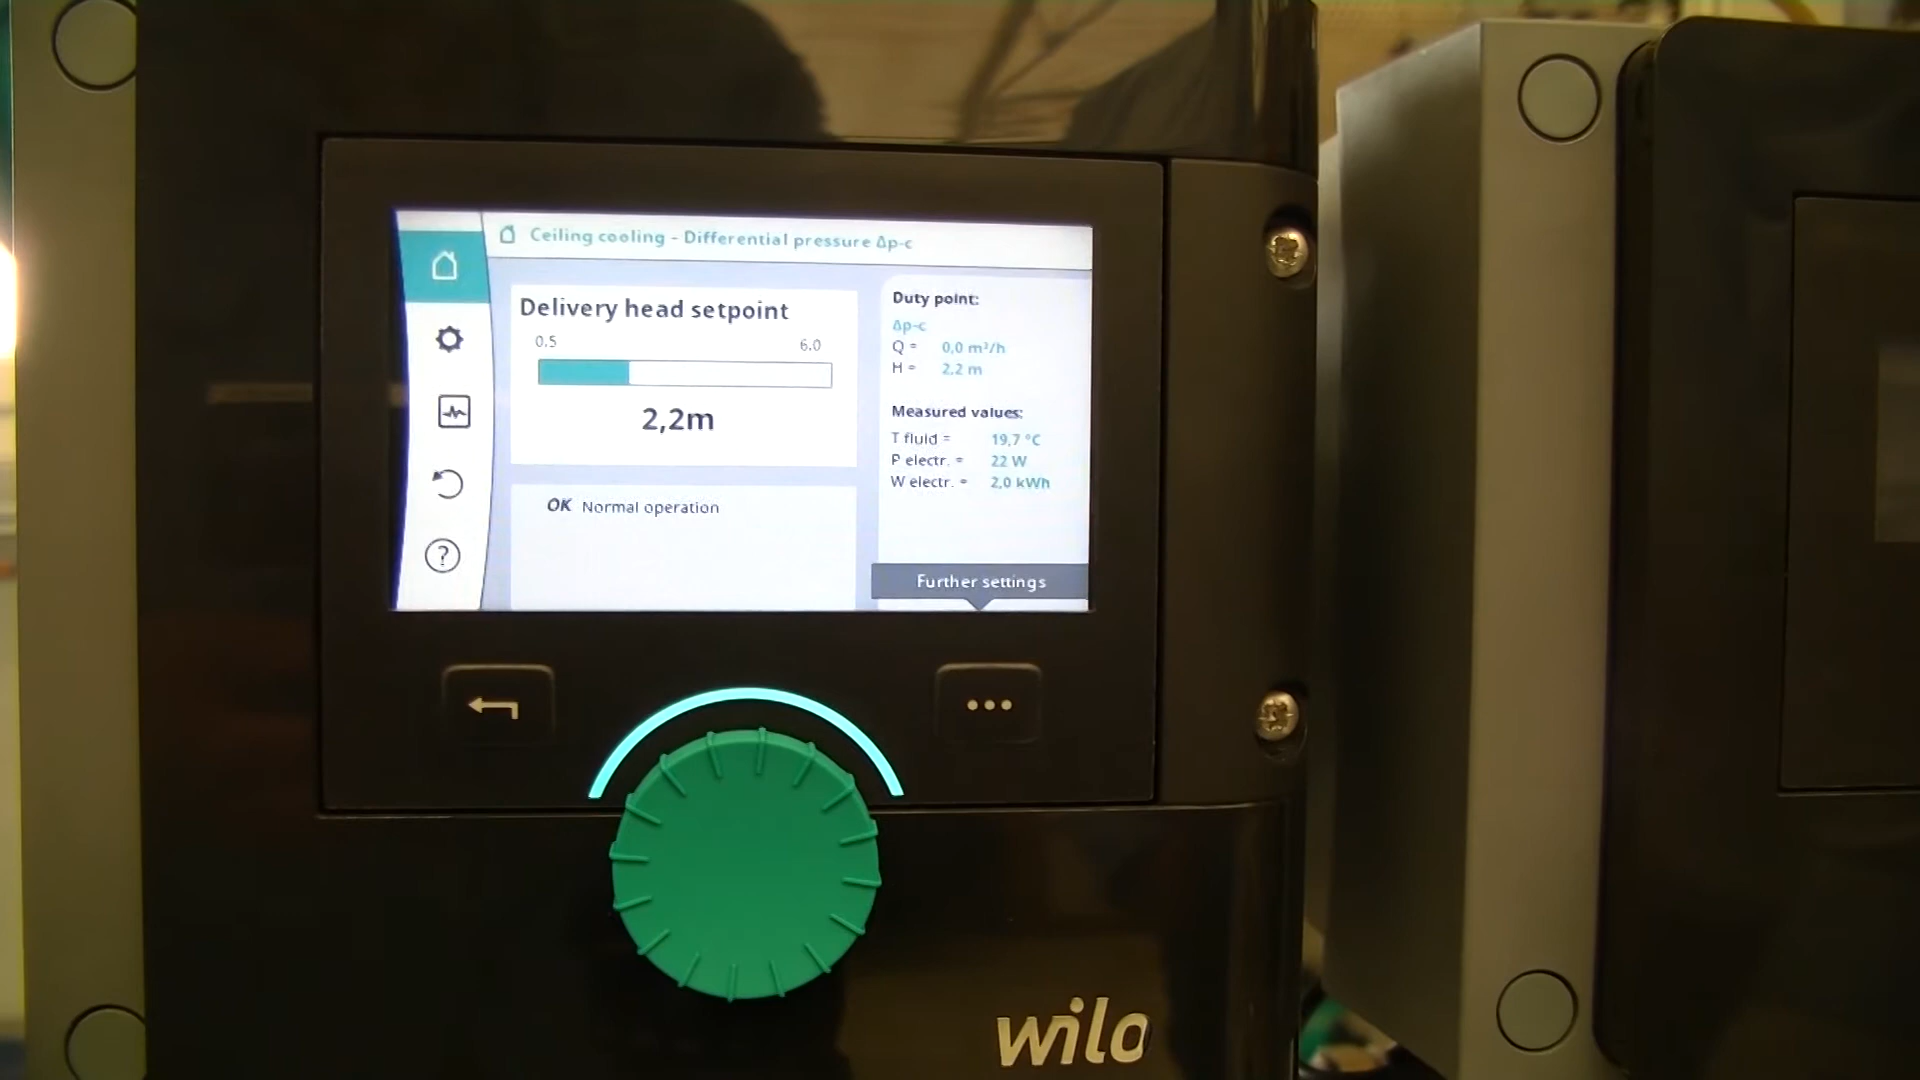 Ceiling cooling - Differential pressure Δp-c
Delivery head setpoint
0.5 6.0
2,2m
OK Normal operation
Duty point:
Δp-c
Q = 0,0 m³/h
H = 2,2 m
Measured values:
T fluid = 19,7 °C
P electr. = 22 W
W electr. = 2,0 kWh
Further settings
?
wilo